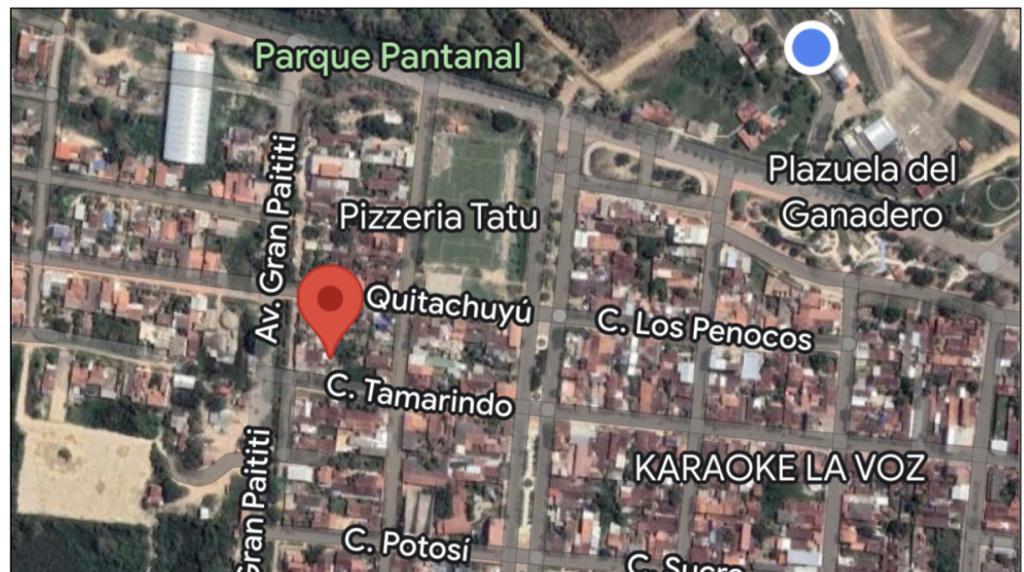 Parque Pantanal
Av. Gran Paititi
Plazuela del
Ganadero
Pizzeria Tatu
Quitachuyú
C. Los Penocos
C. Tamarindo
KARAOKE LA VOZ
Gran Paititi
C. Potosí
C. Sucre